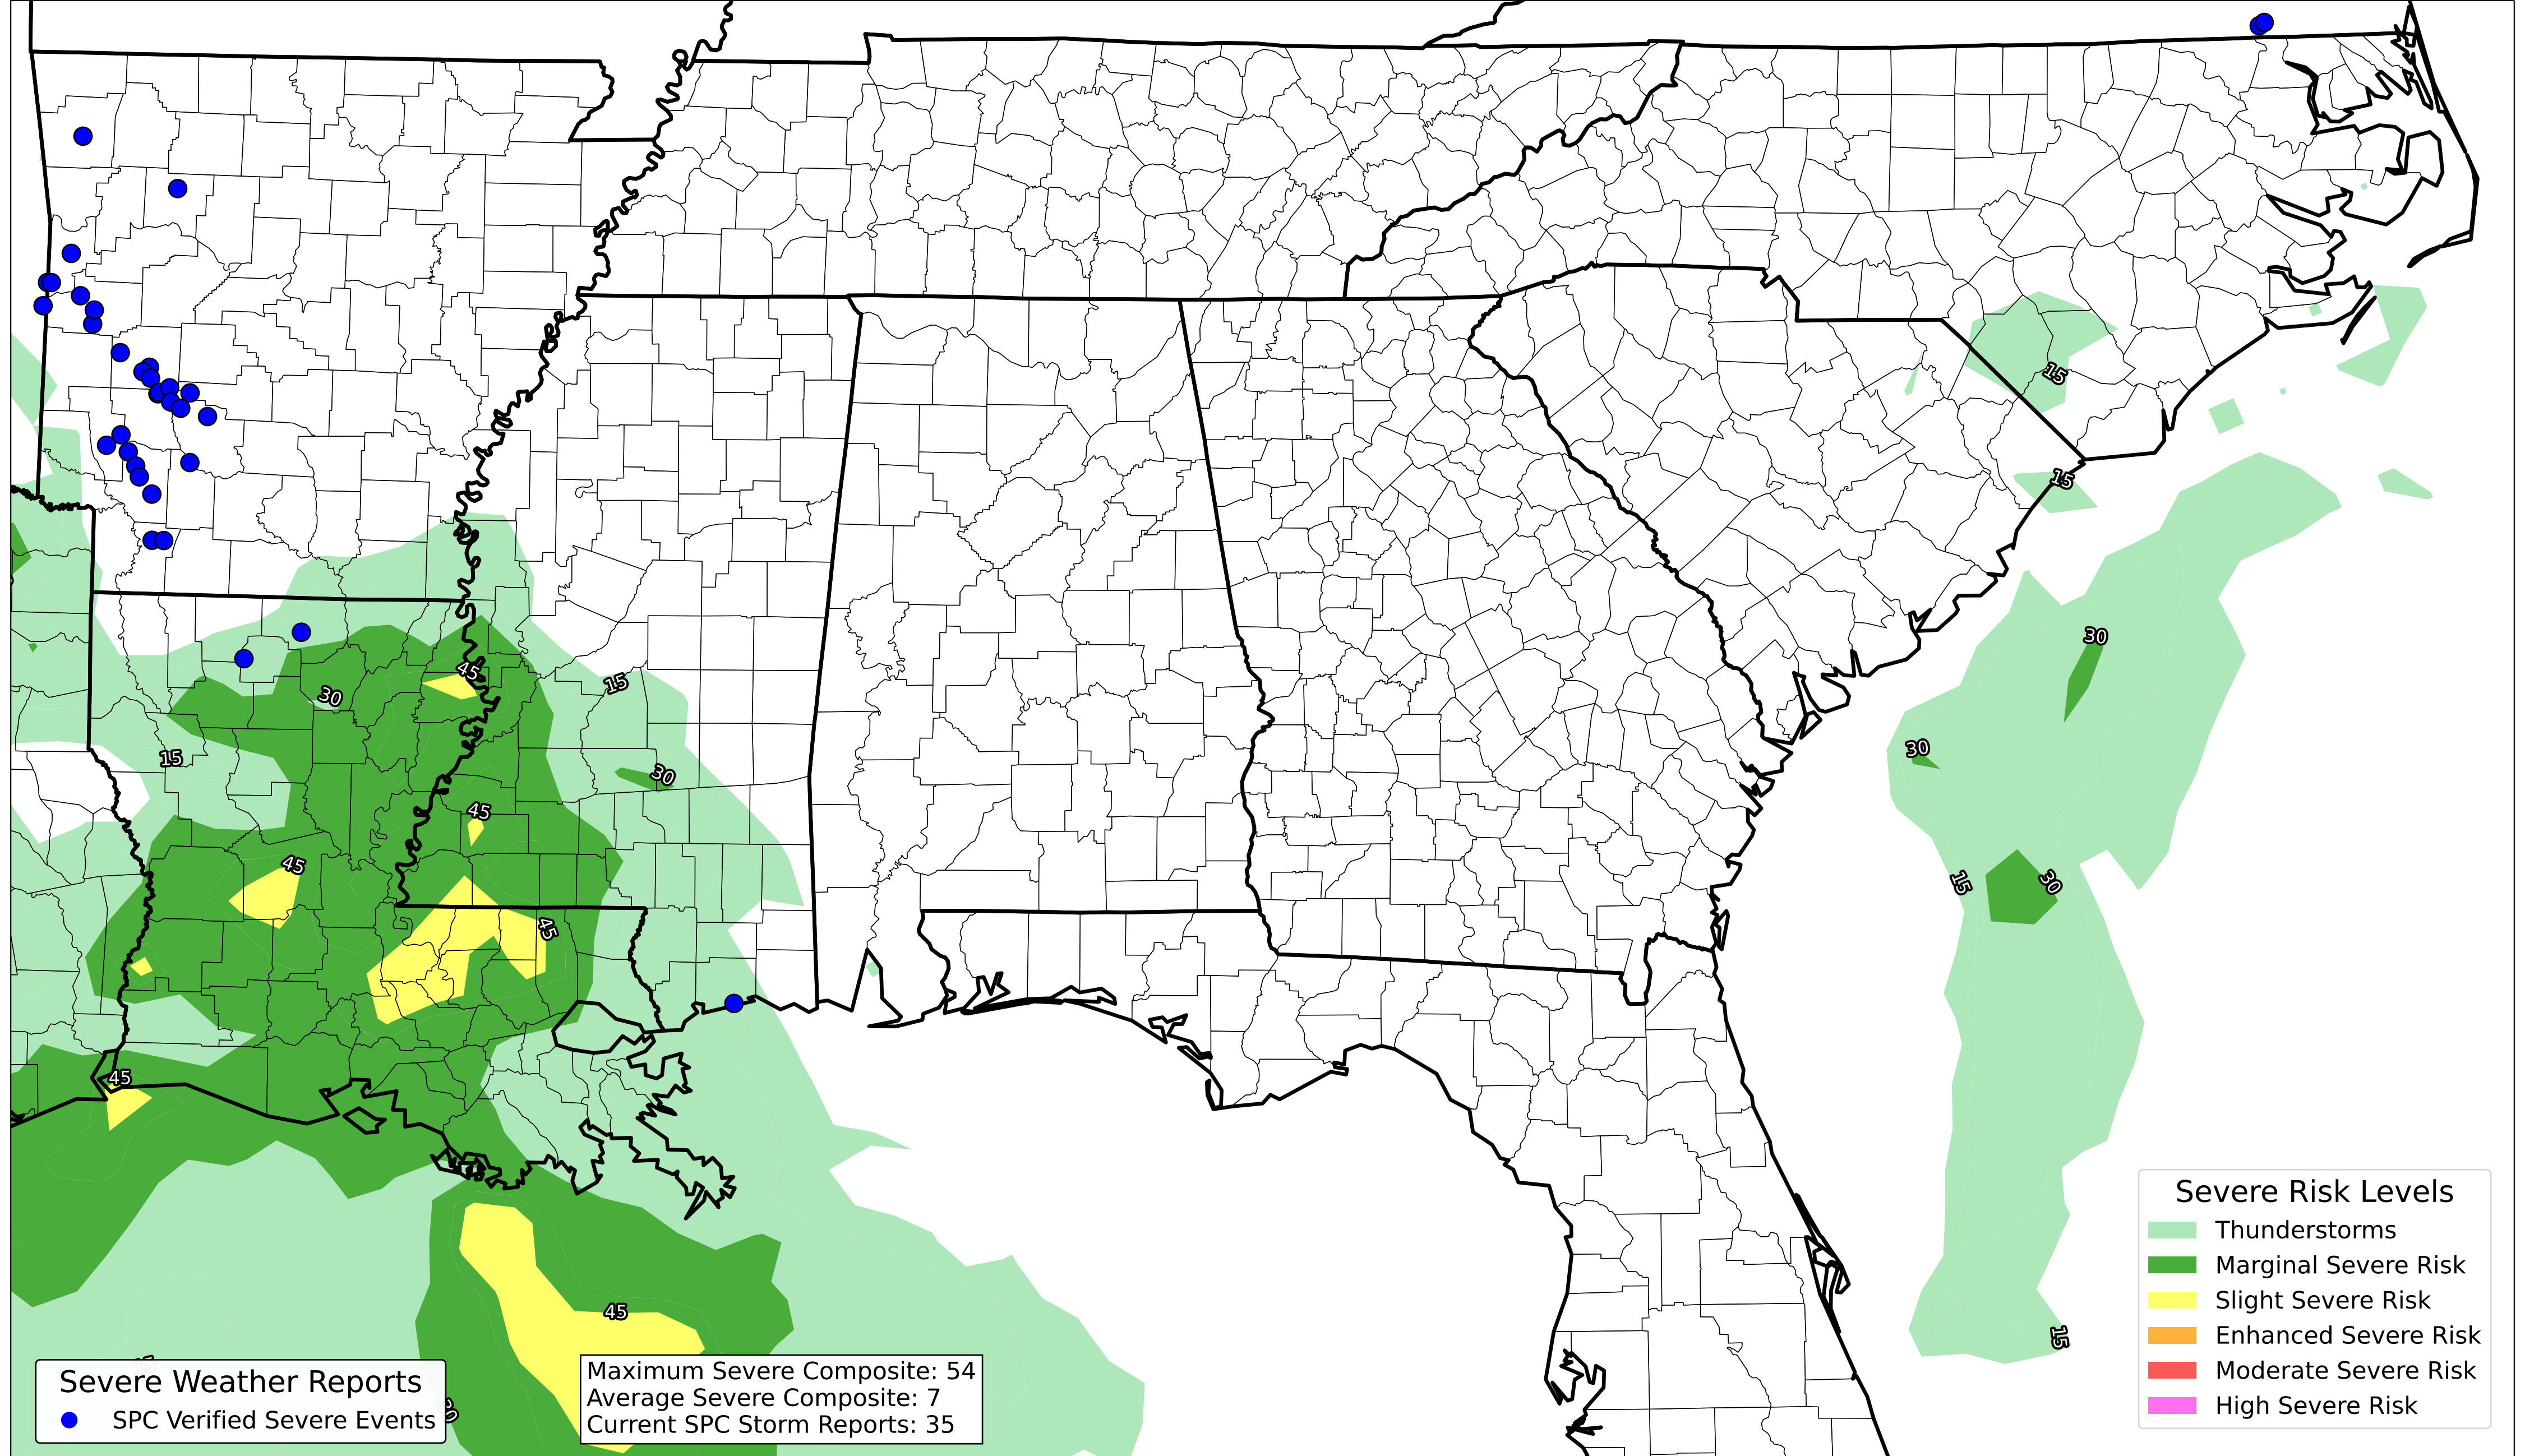 15
15
30
45
15
30
30
15
30
45
30
45
15
30
45
45
45
Severe Risk Levels
Thunderstorms
Marginal Severe Risk
Slight Severe Risk
Enhanced Severe Risk
Moderate Severe Risk
High Severe Risk
15
Maximum Severe Composite: 54
Average Severe Composite: 7
Current SPC Storm Reports: 35
Severe Weather Reports
SPC Verified Severe Events